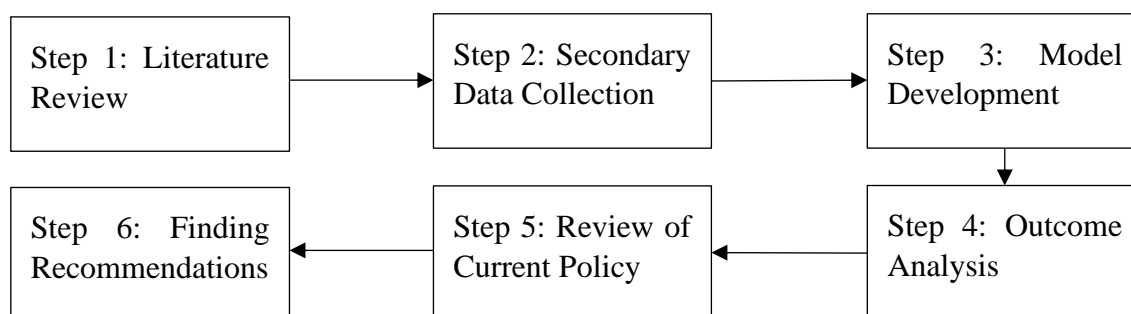 Step 1: Literature
Review
Step 2: Secondary
Data Collection
Step 3: Model
Development
Step 4: Outcome
Analysis
Step 5: Review of
Current Policy
Step 6: Finding
Recommendations